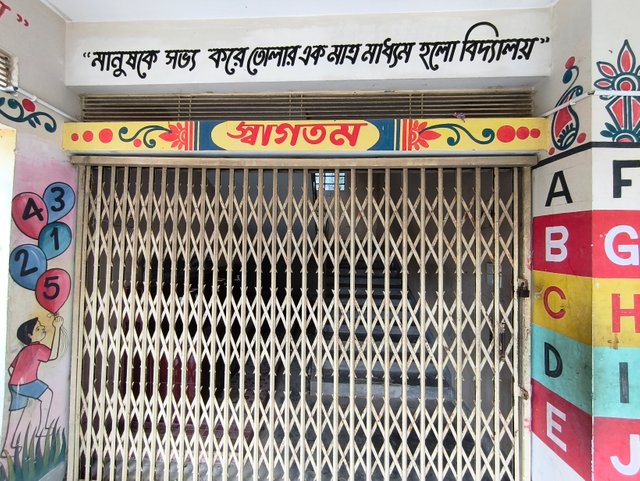 "মানুষকে সভ্য করে তোলার এক মাত্র মাধ্যম হলো বিদ্যালয়"
স্বাগতম
4 3
1
2
5
A F
B G
C H
D I
E J